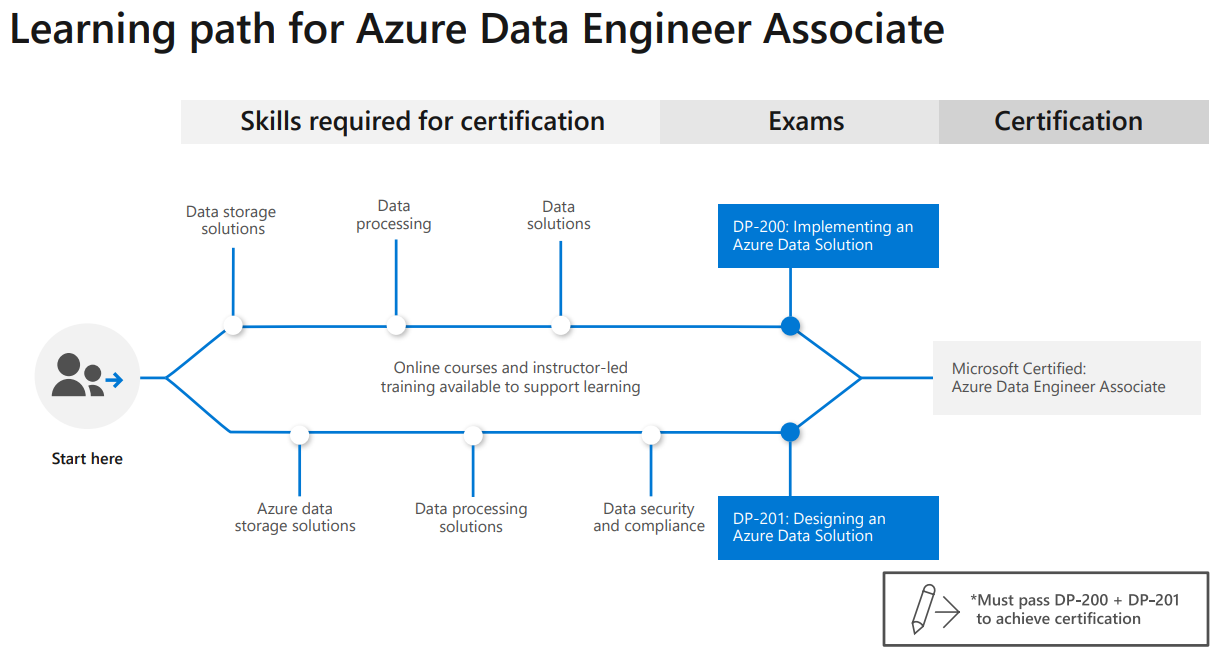 Learning path for Azure Data Engineer Associate
Skills required for certification
Exams
Certification
Data storage
solutions
Data
processing
Data
solutions
DP-200: Implementing an
Azure Data Solution
Online courses and instructor-led
training available to support learning
Microsoft Certified:
Azure Data Engineer Associate
Start here
Azure data
storage solutions
Data processing
solutions
Data security
and compliance
DP-201: Designing an
Azure Data Solution
*Must pass DP-200 + DP-201
to achieve certification